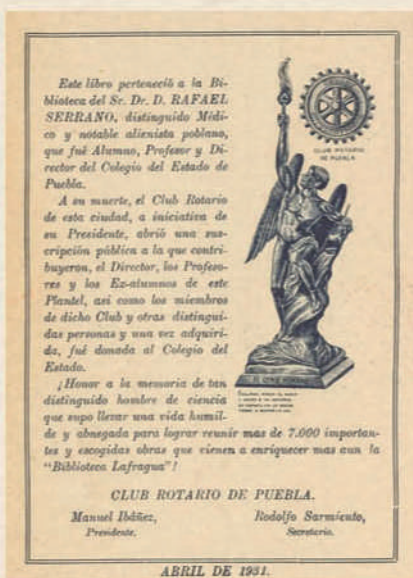 Este libro perteneció a la Bi-
blioteca del Sr. Dr. D. RAFAEL
SERRANO, distinguido Médi-
co y notable alienista poblano,
que fué Alumno, Profesor y Di-
rector del Colegio del Estado de
Puebla.
A su muerte, el Club Rotario
de esta ciudad, a iniciativa de
su Presidente, abrió una sus-
cripción pública a la que contri-
buyeron, el Director, los Profeso-
res y los Ex-alumnos de este
Plantel, así como los miembros
de dicho Club y otras distingui-
das personas y una vez adquiri-
da, fué donada al Colegio del
Estado.
¡Honor a la memoria de tan
distinguido hombre de ciencia
que supo llevar una vida humil-
de y abnegada para lograr reunir mas de 7.000 importan-
tes y escogidas obras que vienen a enriquecer mas aun la
"Biblioteca Lafragua"!
CLUB ROTARIO
DE PUEBLA
CLUB ROTARIO DE PUEBLA.
Manuel Ibáñez,
Presidente.
Rodolfo Sarmiento,
Secretario.
ABRIL DE 1931.